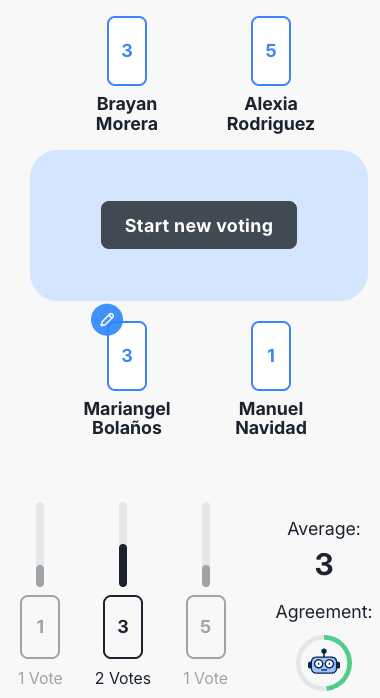 3 5
Brayan Alexia
Morera Rodriguez
Start new voting
3 1
Mariangel Manuel
Bolaños Navidad
Average:
3
Agreement:
1 3 5
1 Vote 2 Votes 1 Vote